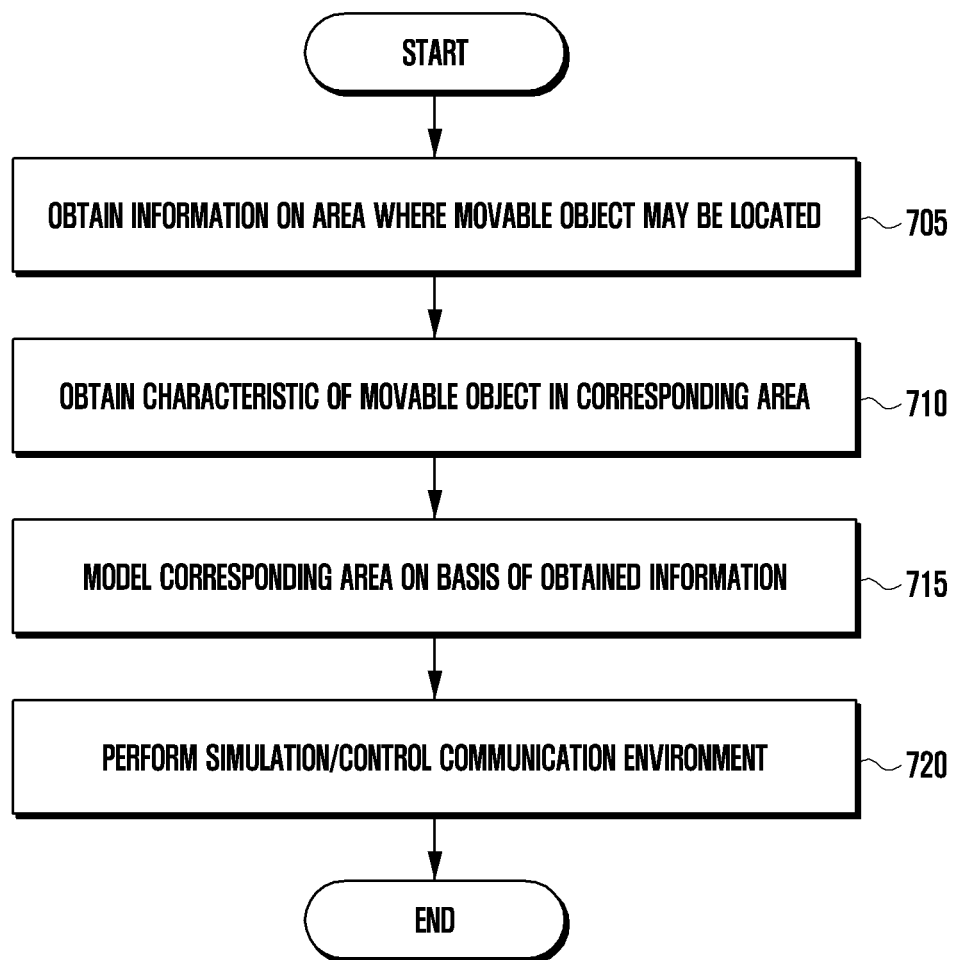 START
OBTAIN INFORMATION ON AREA WHERE MOVABLE OBJECT MAY BE LOCATED
705
OBTAIN CHARACTERISTIC OF MOVABLE OBJECT IN CORRESPONDING AREA
710
MODEL CORRESPONDING AREA ON BASIS OF OBTAINED INFORMATION
715
PERFORM SIMULATION/CONTROL COMMUNICATION ENVIRONMENT
720
END